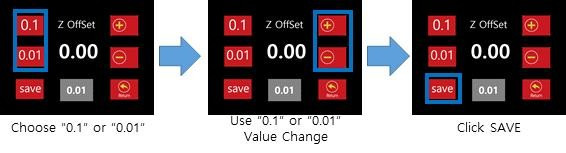 0.1 Z OffSet +
0.01 0.00 −
save 0.01 Return
Choose "0.1" or "0.01"
0.1 Z OffSet +
0.01 0.00 −
save 0.01 Return
Use "0.1" or "0.01"
Value Change
0.1 Z OffSet +
0.01 0.00 −
save 0.01 Return
Click SAVE